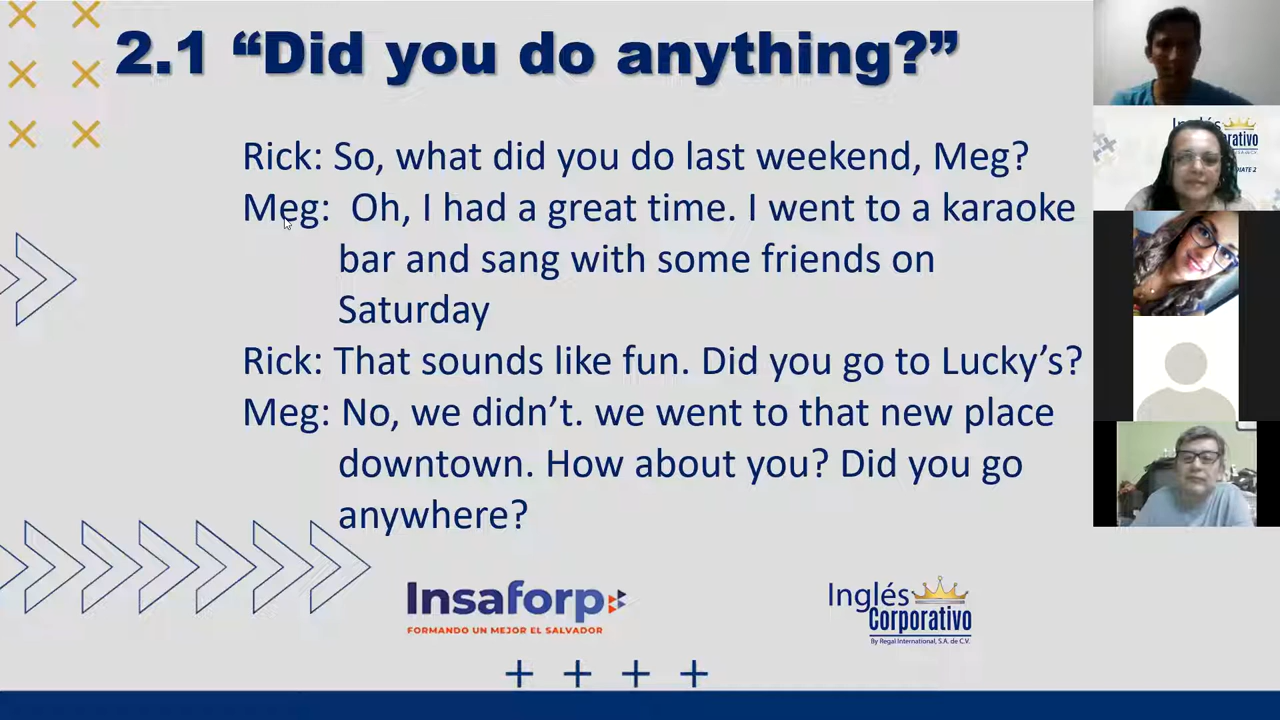 2.1 “Did you do anything?”
Rick: So, what did you do last weekend, Meg?
Meg: Oh, I had a great time. I went to a karaoke
bar and sang with some friends on
Saturday
Rick: That sounds like fun. Did you go to Lucky’s?
Meg: No, we didn’t. we went to that new place
downtown. How about you? Did you go
anywhere?
Insaforp
FORMANDO UN MEJOR EL SALVADOR
Inglés
Corporativo
By Regal International, S.A. de C.V.
Inglés